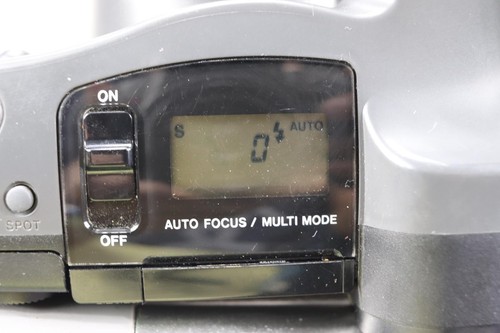 ON
S 0 AUTO
SPOT
AUTO FOCUS / MULTI MODE
OFF